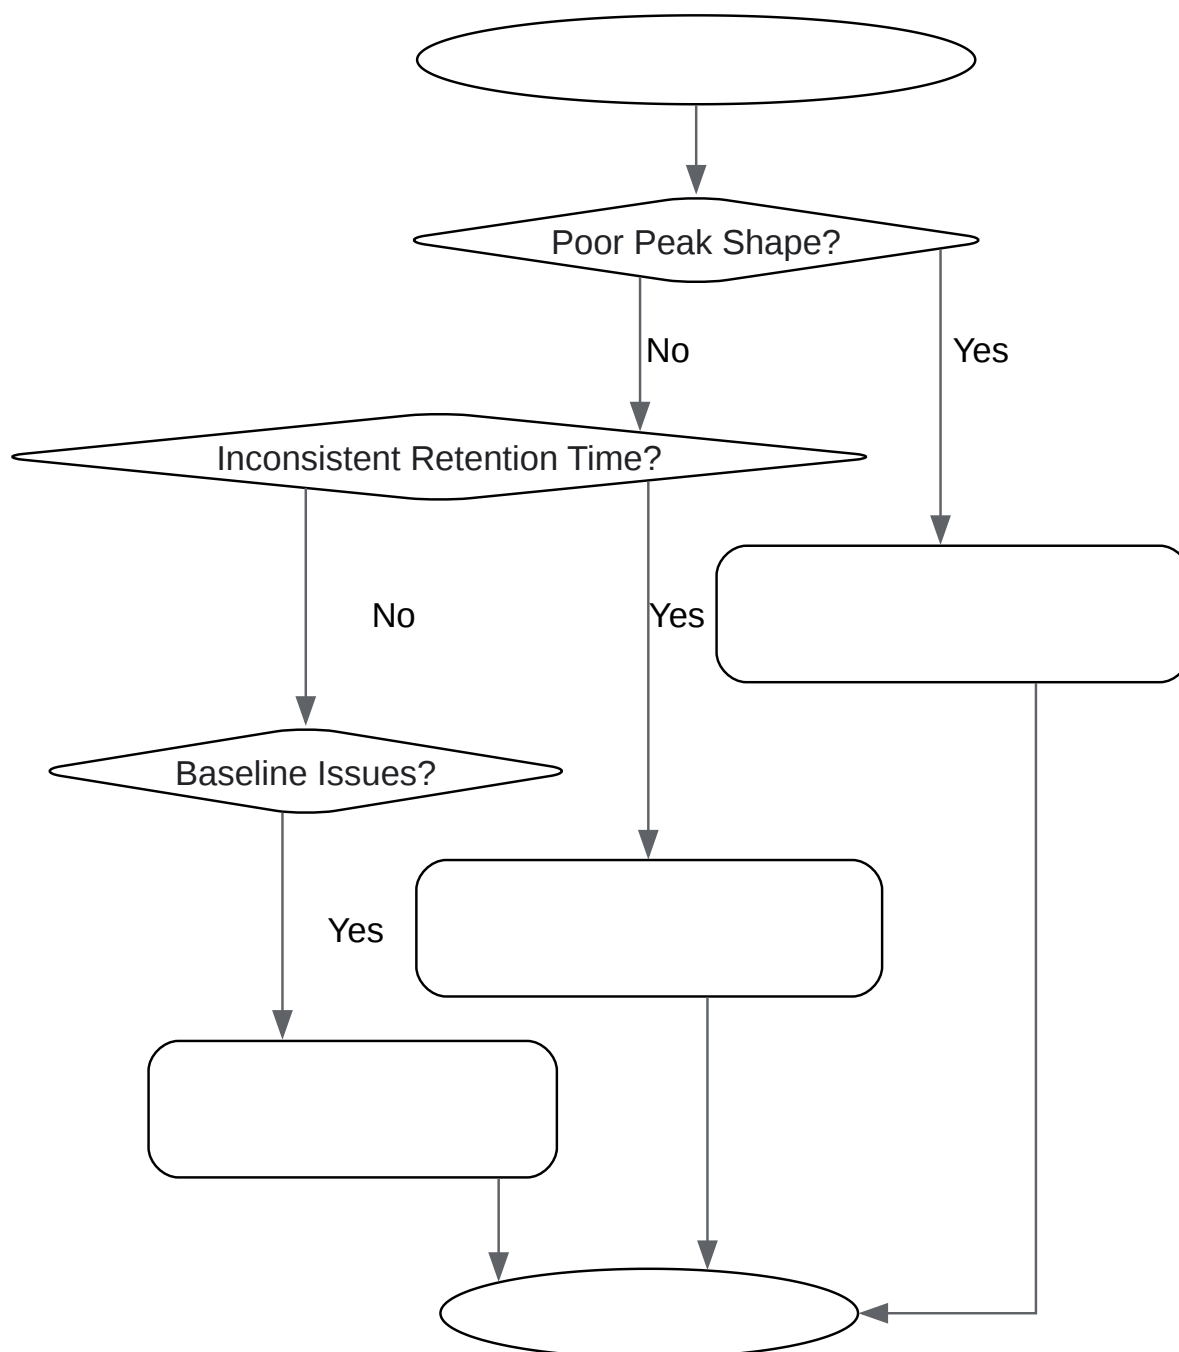 Poor Peak Shape?
No
Yes
Inconsistent Retention Time?
No
Yes
Baseline Issues?
Yes